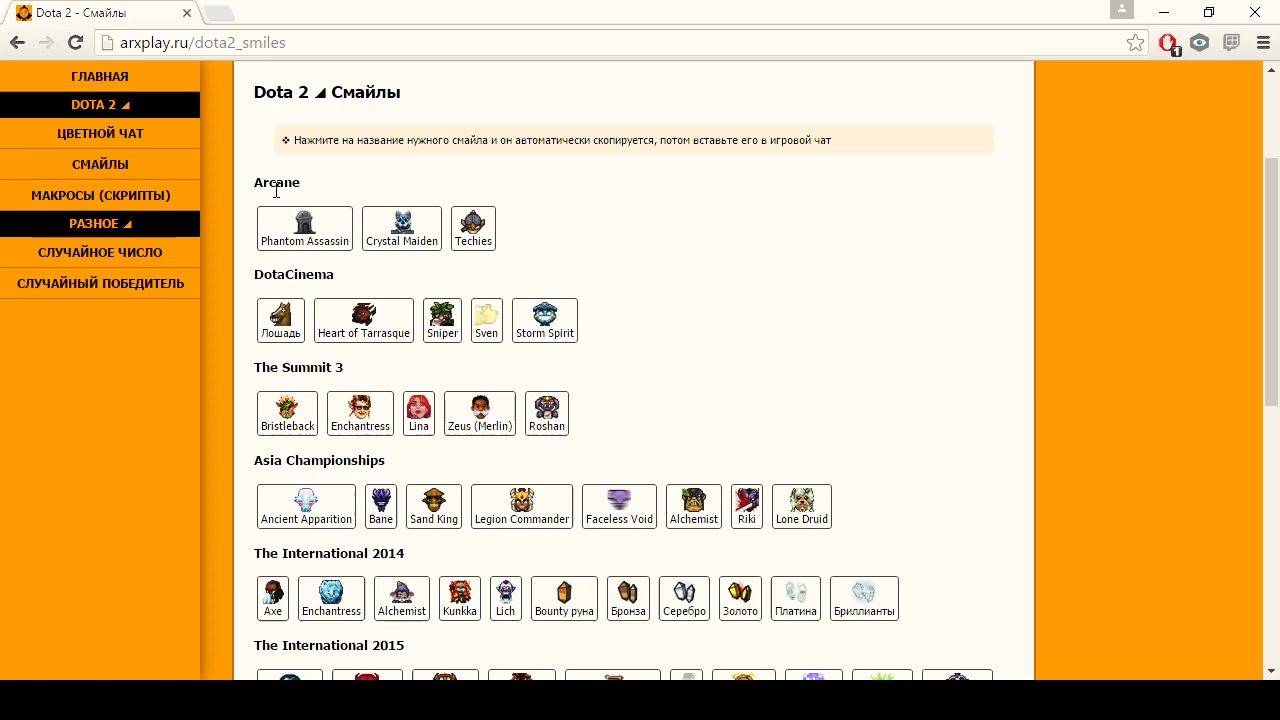 Dota 2 - Смайлы
arxplay.ru/dota2_smiles
1
ГЛАВНАЯ
DOTA 2
ЦВЕТНОЙ ЧАТ
СМАЙЛЫ
МАКРОСЫ (СКРИПТЫ)
РАЗНОЕ
СЛУЧАЙНОЕ ЧИСЛО
СЛУЧАЙНЫЙ ПОБЕДИТЕЛЬ
Dota 2 ◢ Смайлы
❖ Нажмите на название нужного смайла и он автоматически скопируется, потом вставьте его в игровой чат
Arcane
Phantom Assassin Crystal Maiden Techies
DotaCinema
Лошадь Heart of Tarrasque Sniper Sven Storm Spirit
The Summit 3
Bristleback Enchantress Lina Zeus (Merlin) Roshan
Asia Championships
Ancient Apparition Bane Sand King Legion Commander Faceless Void Alchemist Riki Lone Druid
The International 2014
Axe Enchantress Alchemist Kunkka Lich Bounty руна Бронза Серебро Золото Платина Бриллианты
The International 2015